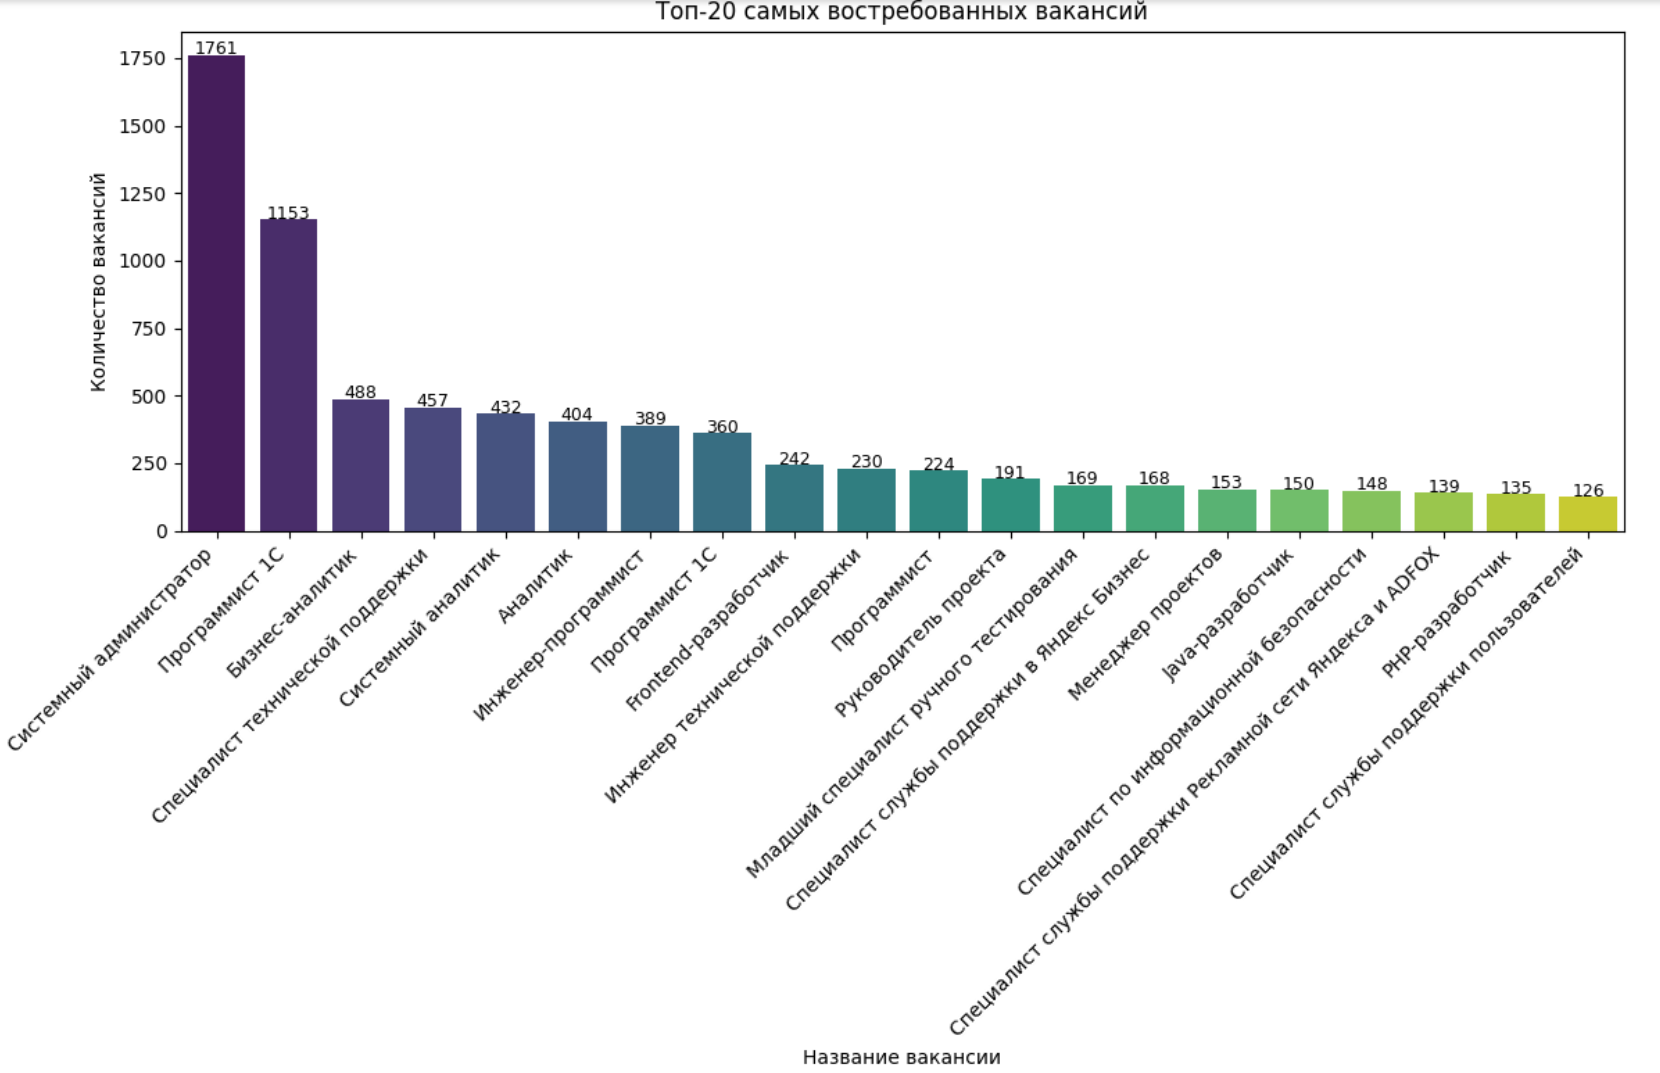 Топ-20 самых востребованных вакансий
Количество вакансий
1750
1500
1250
1000
750
500
250
0
1761
1153
488
457
432
404
389
360
242
230
224
191
169
168
153
150
148
139
135
126
Системный администратор
Программист 1С
Бизнес-аналитик
Специалист технической поддержки
Системный аналитик
Аналитик
Инженер-программист
Программист 1C
Frontend-разработчик
Инженер технической поддержки
Программист
Руководитель проекта
Младший специалист ручного тестирования
Специалист службы поддержки в Яндекс Бизнес
Менеджер проектов
Java-разработчик
Специалист по информационной безопасности
Специалист службы поддержки Рекламной сети Яндекса и ADFOX
PHP-разработчик
Специалист службы поддержки пользователей
Название вакансии